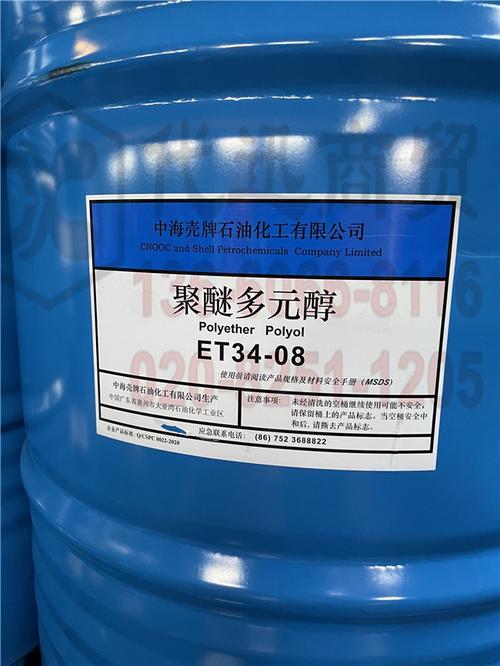 代迅商贸
中海壳牌石油化工有限公司
CNOOC and Shell Petrochemicals Company Limited
聚醚多元醇
Polyether Polyol
ET34-08
使用前请阅读产品规格及材料安全手册 (MSDS)
中海壳牌石油化工有限公司生产
中国广东省惠州市大亚湾石油化学工业区
注意事项:
未经清洗的空桶继续使用可能不安全,
请保留桶上的产品标志。当空桶安全中
和后,请撕去产品标志。
企业产品标准: Q/CSPC 0022-2020
应急联系电话: (86) 752 3688822